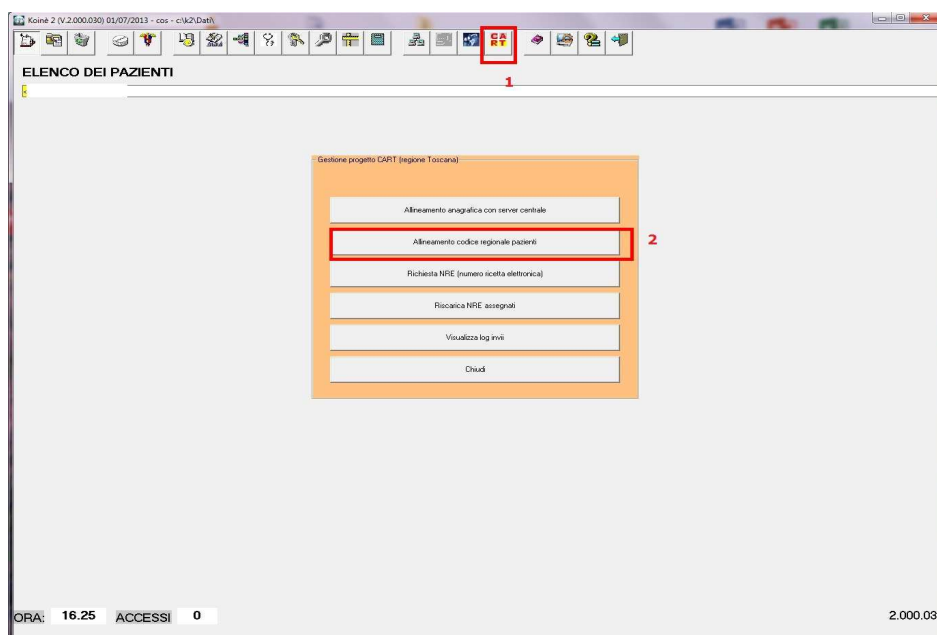 Koinè 2 (V.2.000.030) 01/07/2013 - cos - c:\k2\Dati\
CA
RT
ELENCO DEI PAZIENTI
1
Gestione progetto CART (regione Toscana)
Allineamento anagrafica con server centrale
Allineamento codice regionale pazienti
2
Richiesta NRE (numero ricetta elettronica)
Riscarica NRE assegnati
Visualizza log invii
Chiudi
ORA: 16.25 ACCESSI 0 2.000.03